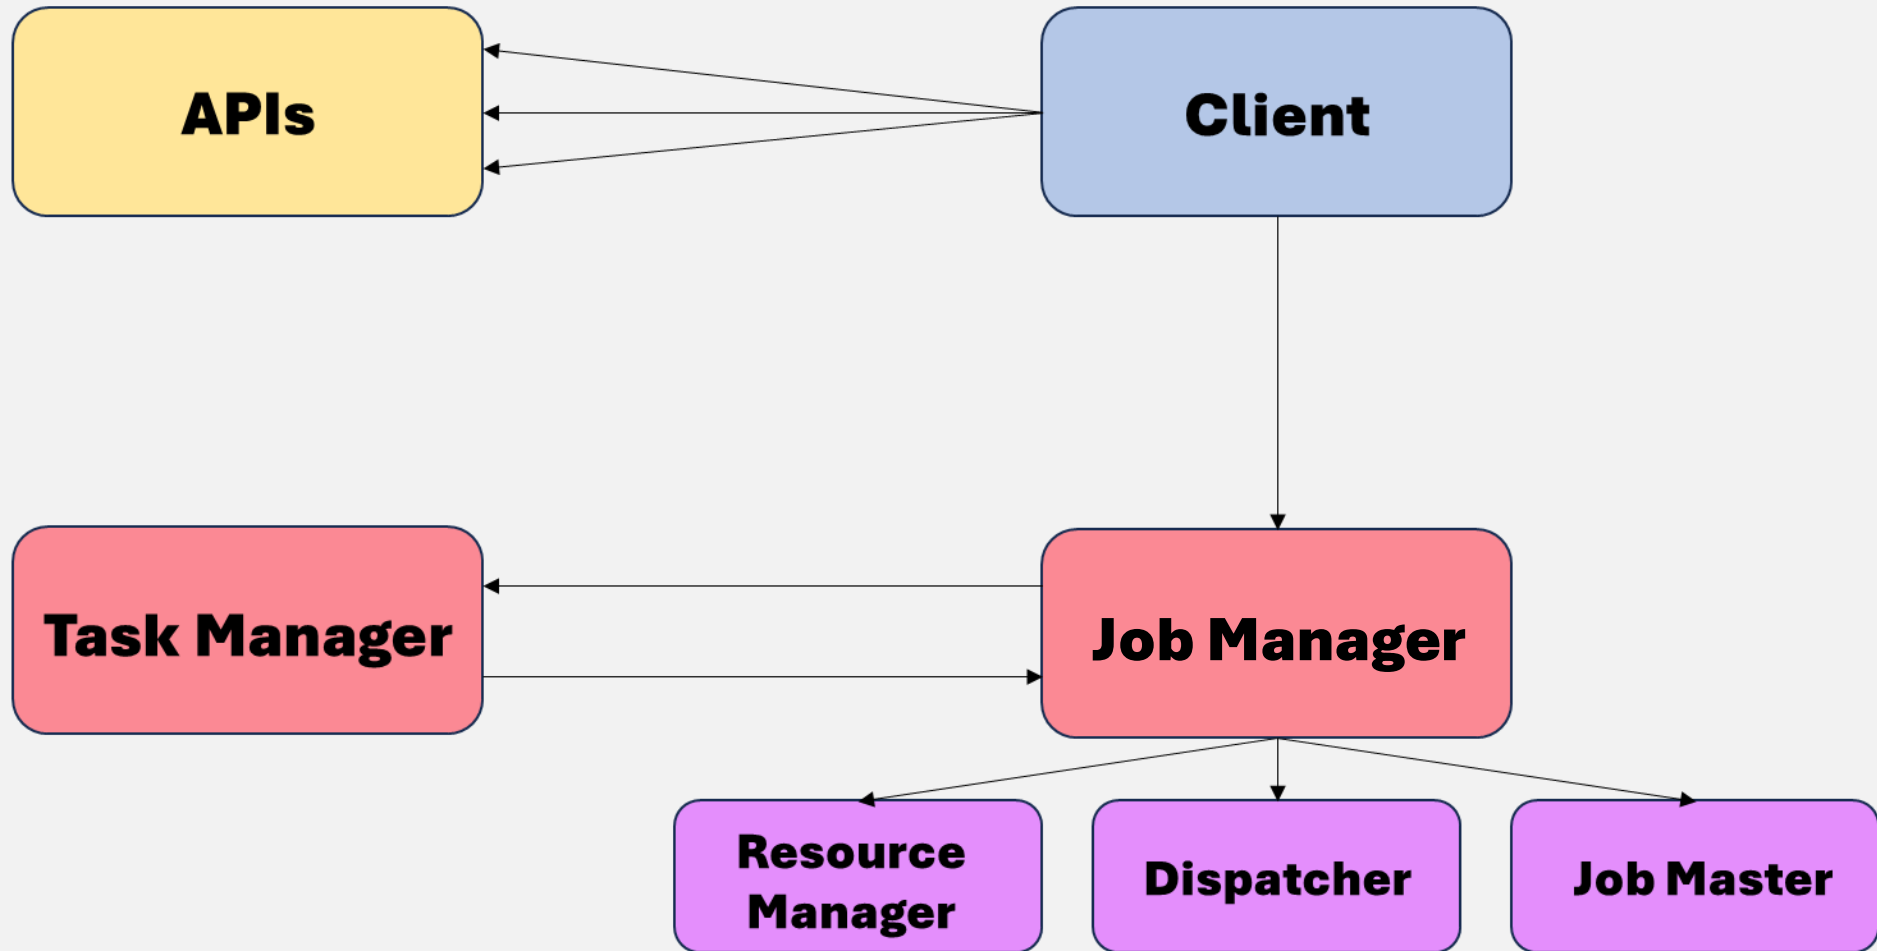 APIs
Client
Task Manager
Job Manager
Resource
Manager
Dispatcher
Job Master